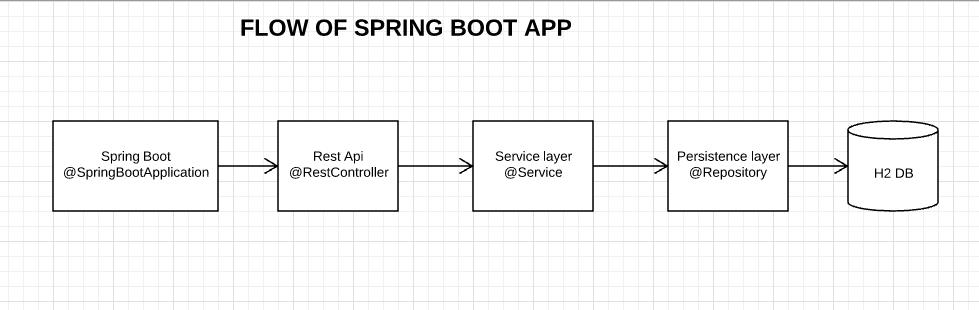 FLOW OF SPRING BOOT APP
Spring Boot
@SpringBootApplication
Rest Api
@RestController
Service layer
@Service
Persistence layer
@Repository
H2 DB